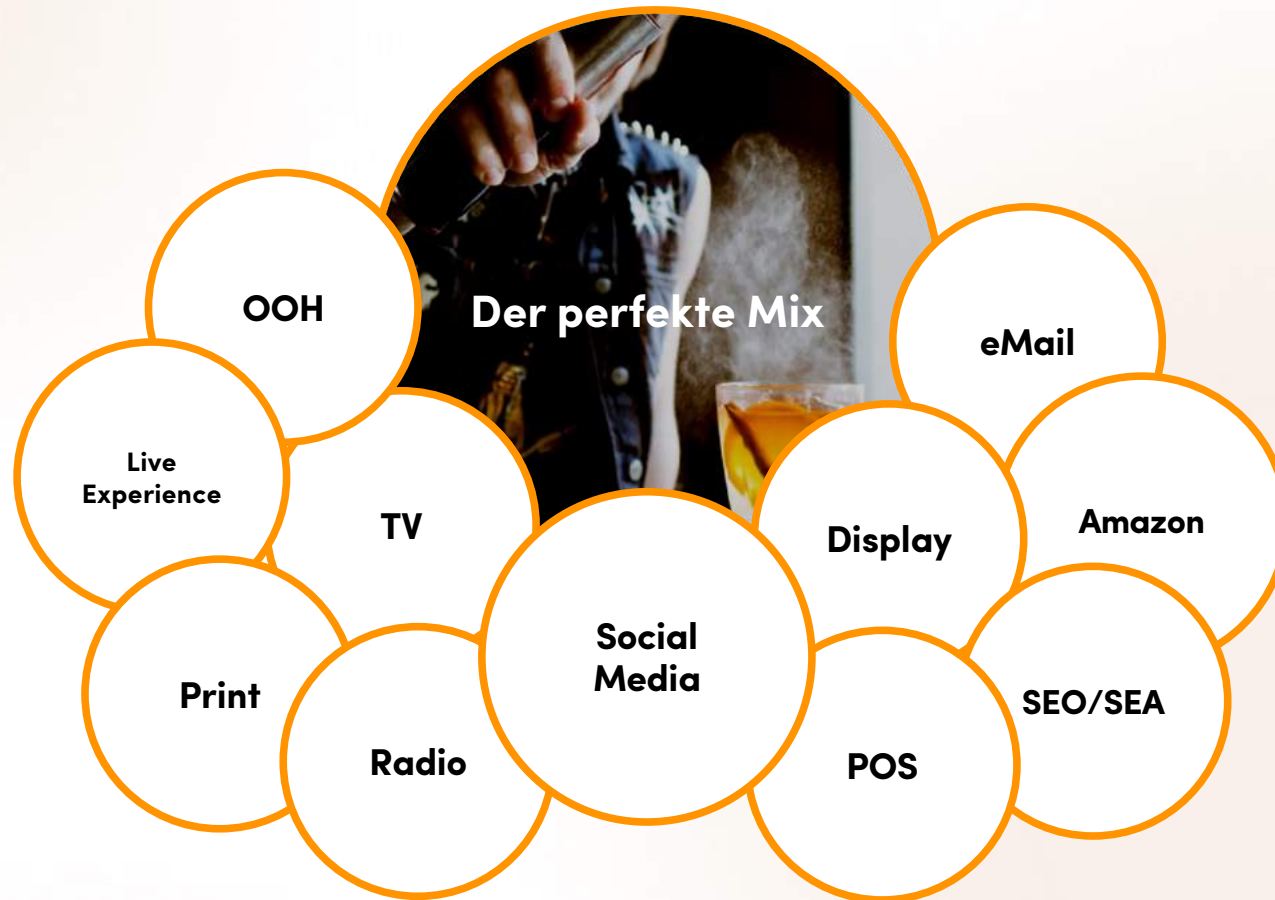 Der perfekte Mix
OOH
eMail
Live
Experience
TV
Display
Amazon
Social
Media
Print
SEO/SEA
Radio
POS